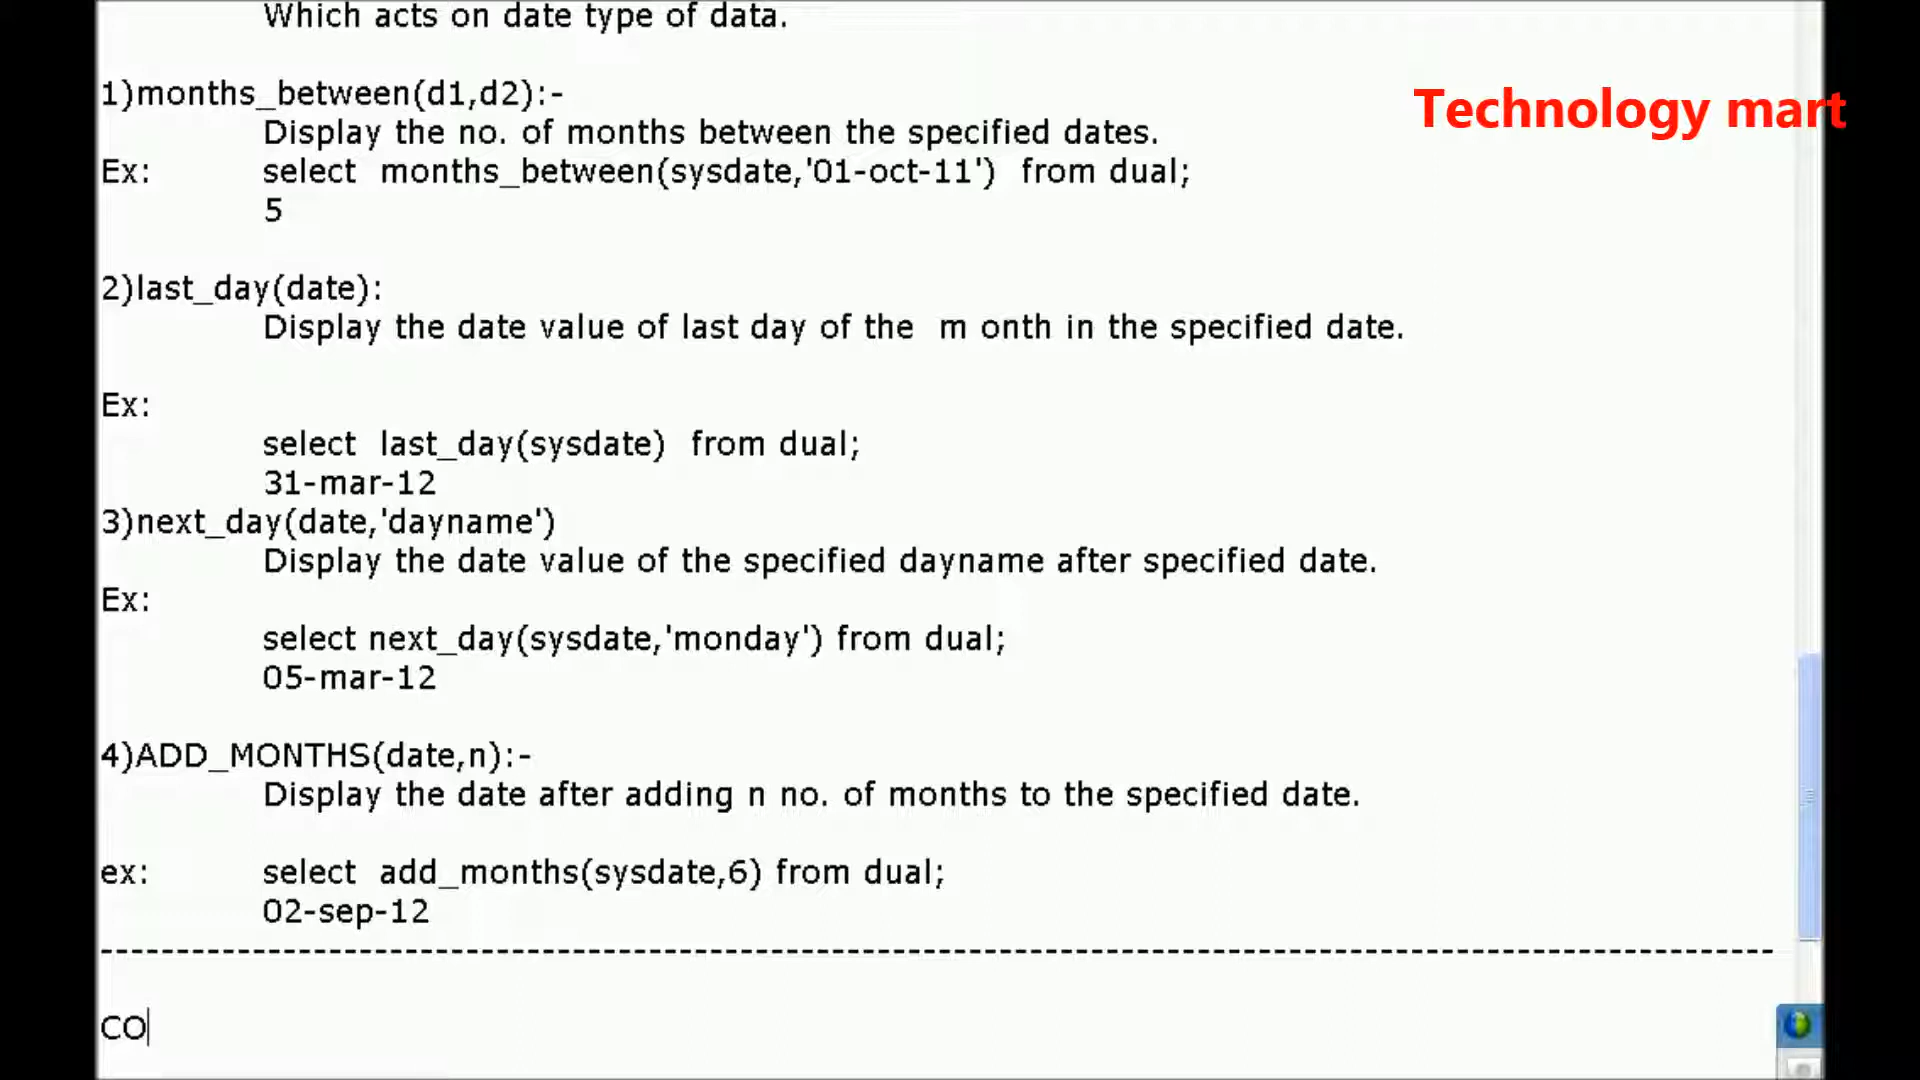 Which acts on date type of data.
1)months_between(d1,d2):-
Technology mart
Display the no. of months between the specified dates.
Ex: select months_between(sysdate,'01-oct-11') from dual;
5
2)last_day(date):
Display the date value of last day of the m onth in the specified date.
Ex:
select last_day(sysdate) from dual;
31-mar-12
3)next_day(date,'dayname')
Display the date value of the specified dayname after specified date.
Ex:
select next_day(sysdate,'monday') from dual;
05-mar-12
4)ADD_MONTHS(date,n):-
Display the date after adding n no. of months to the specified date.
ex: select add_months(sysdate,6) from dual;
02-sep-12
--------------------------------------------------------------------------------
CO